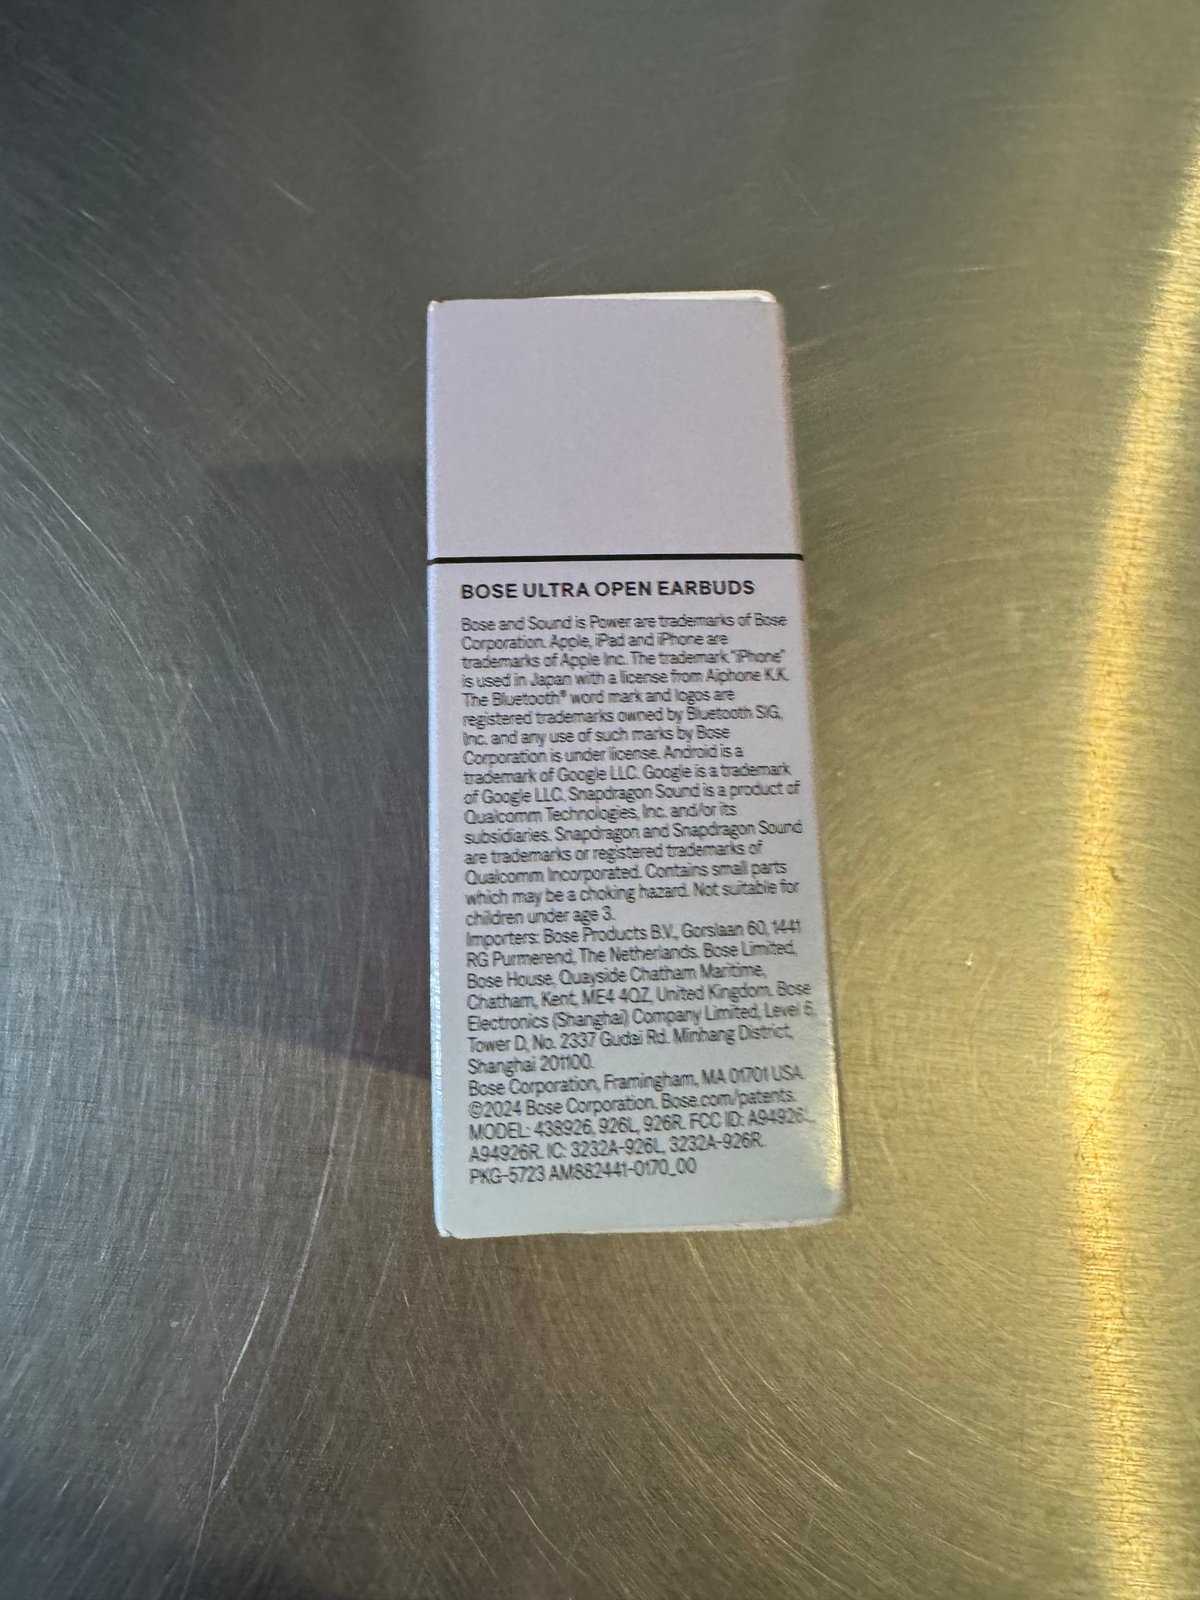 BOSE ULTRA OPEN EARBUDS
Bose and Sound is Power are trademarks of Bose
Corporation. Apple, iPad and iPhone are
trademarks of Apple Inc. The trademark "iPhone"
is used in Japan with a license from Aiphone K.K.
The Bluetooth® word mark and logos are
registered trademarks owned by Bluetooth SIG,
Inc. and any use of such marks by Bose
Corporation is under license. Android is a
trademark of Google LLC. Google is a trademark
of Google LLC. Snapdragon Sound is a product of
Qualcomm Technologies, Inc. and/or its
subsidiaries. Snapdragon and Snapdragon Sound
are trademarks or registered trademarks of
Qualcomm Incorporated. Contains small parts
which may be a choking hazard. Not suitable for
children under age 3.
Importers: Bose Products B.V., Gorslaan 60, 1441
RG Purmerend, The Netherlands. Bose Limited,
Bose House, Quayside Chatham Maritime,
Chatham, Kent, ME4 4QZ, United Kingdom. Bose
Electronics (Shanghai) Company Limited, Level 6,
Tower D, No. 2337 Gudai Rd. Minhang District,
Shanghai 201100.
Bose Corporation, Framingham, MA 01701 USA.
©2024 Bose Corporation. Bose.com/patents.
MODEL: 438926, 926L, 926R. FCC ID: A94926L,
A94926R. IC: 3232A-926L, 3232A-926R.
PKG-5723 AM882441-0170_00